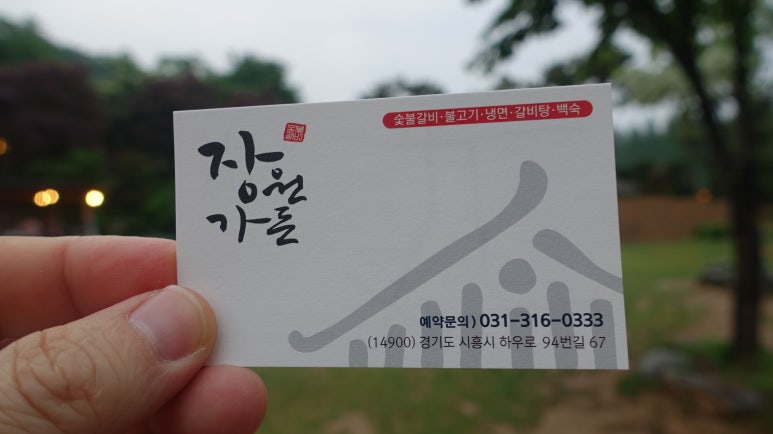 숯불갈비·불고기·냉면·갈비탕·백숙
장원
가든
예약문의) 031-316-0333
(14900) 경기도 시흥시 하우로 94번길 67